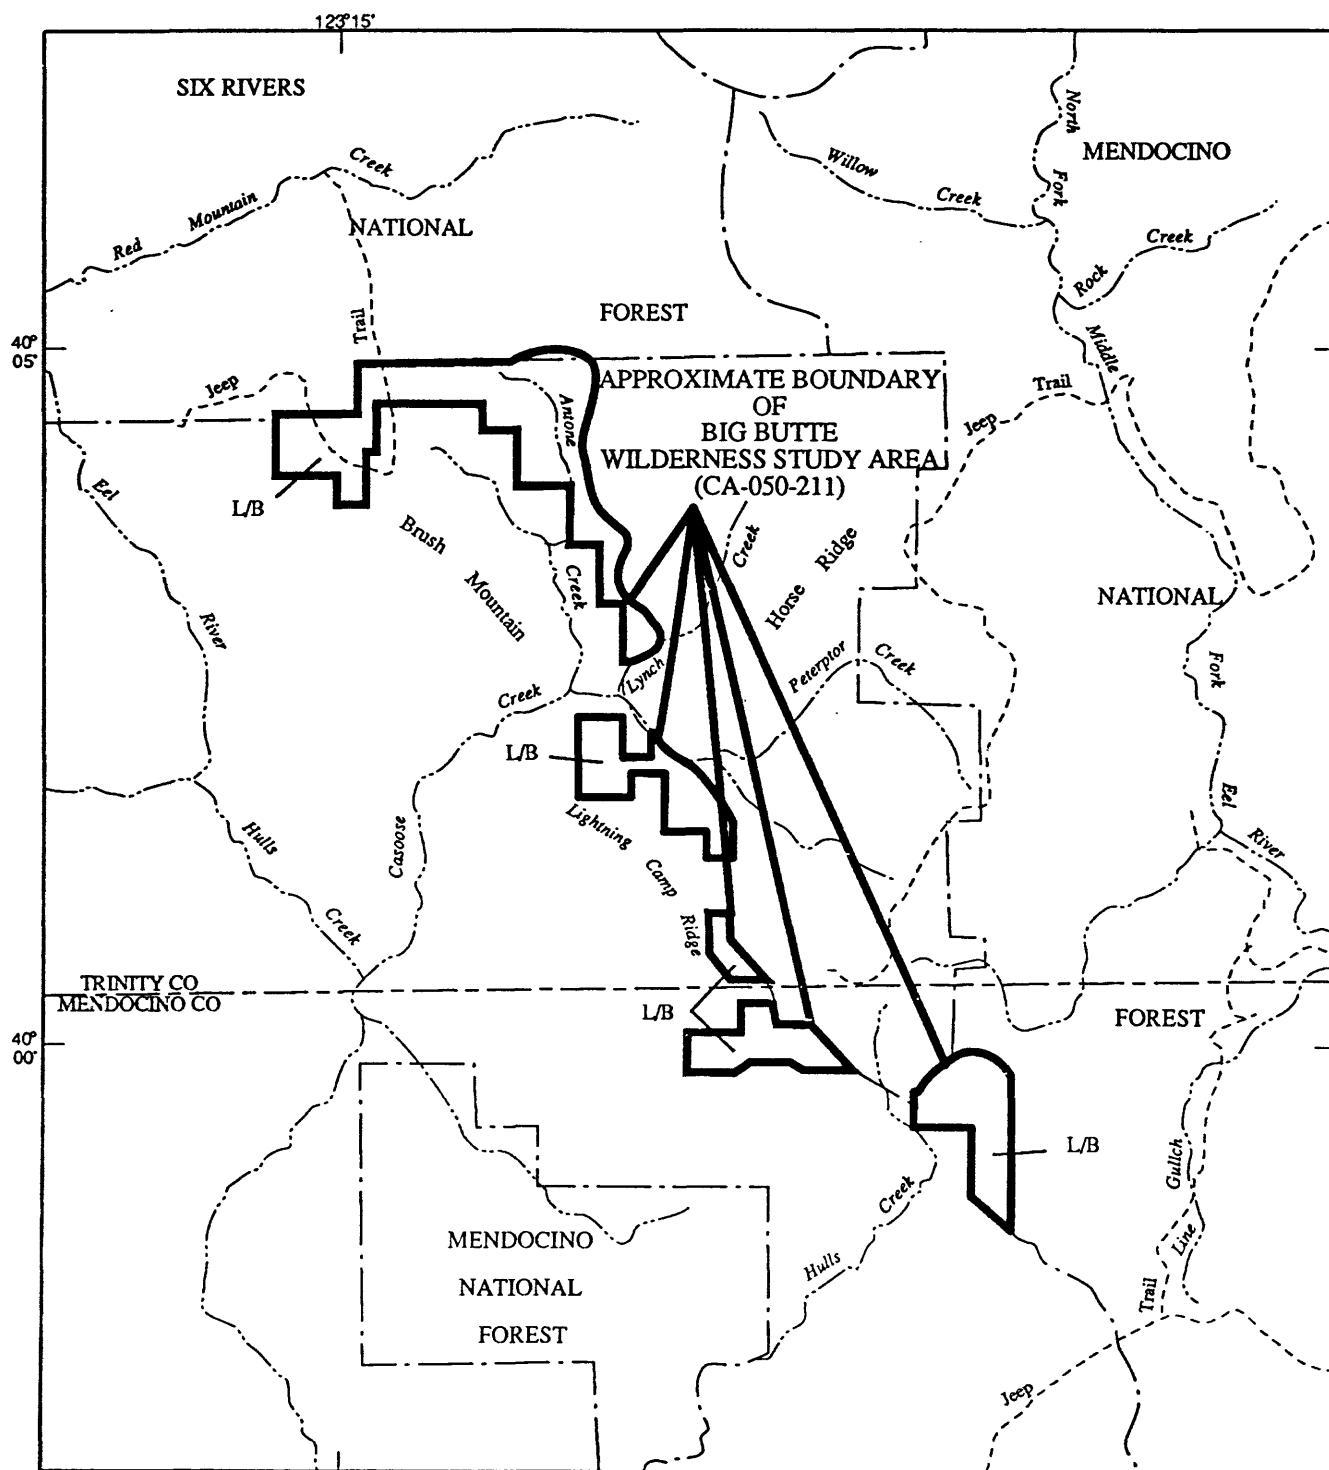 123°15'
SIX RIVERS
NATIONAL
FOREST
Red Mountain Creek
Willow Creek
North Fork
MENDOCINO
Rock Creek
Middle
40°
05'
Jeep
Trail
Antone
Creek
APPROXIMATE BOUNDARY
OF
BIG BUTTE
WILDERNESS STUDY AREA
(CA-050-211)
Jeep Trail
L/B
Eel
River
Brush
Mountain
Creek
Horse Ridge
NATIONAL
Lynch
Peterptor Creek
Fork
Creek
L/B
Eel
River
Lightning
Camp
Ridge
Casoose
Hulls
Creek
TRINITY CO
MENDOCINO CO
L/B
FOREST
40°
00'
L/B
Gullch
Line
Creek
Hulls
Trail
Jeep
MENDOCINO
NATIONAL
FOREST